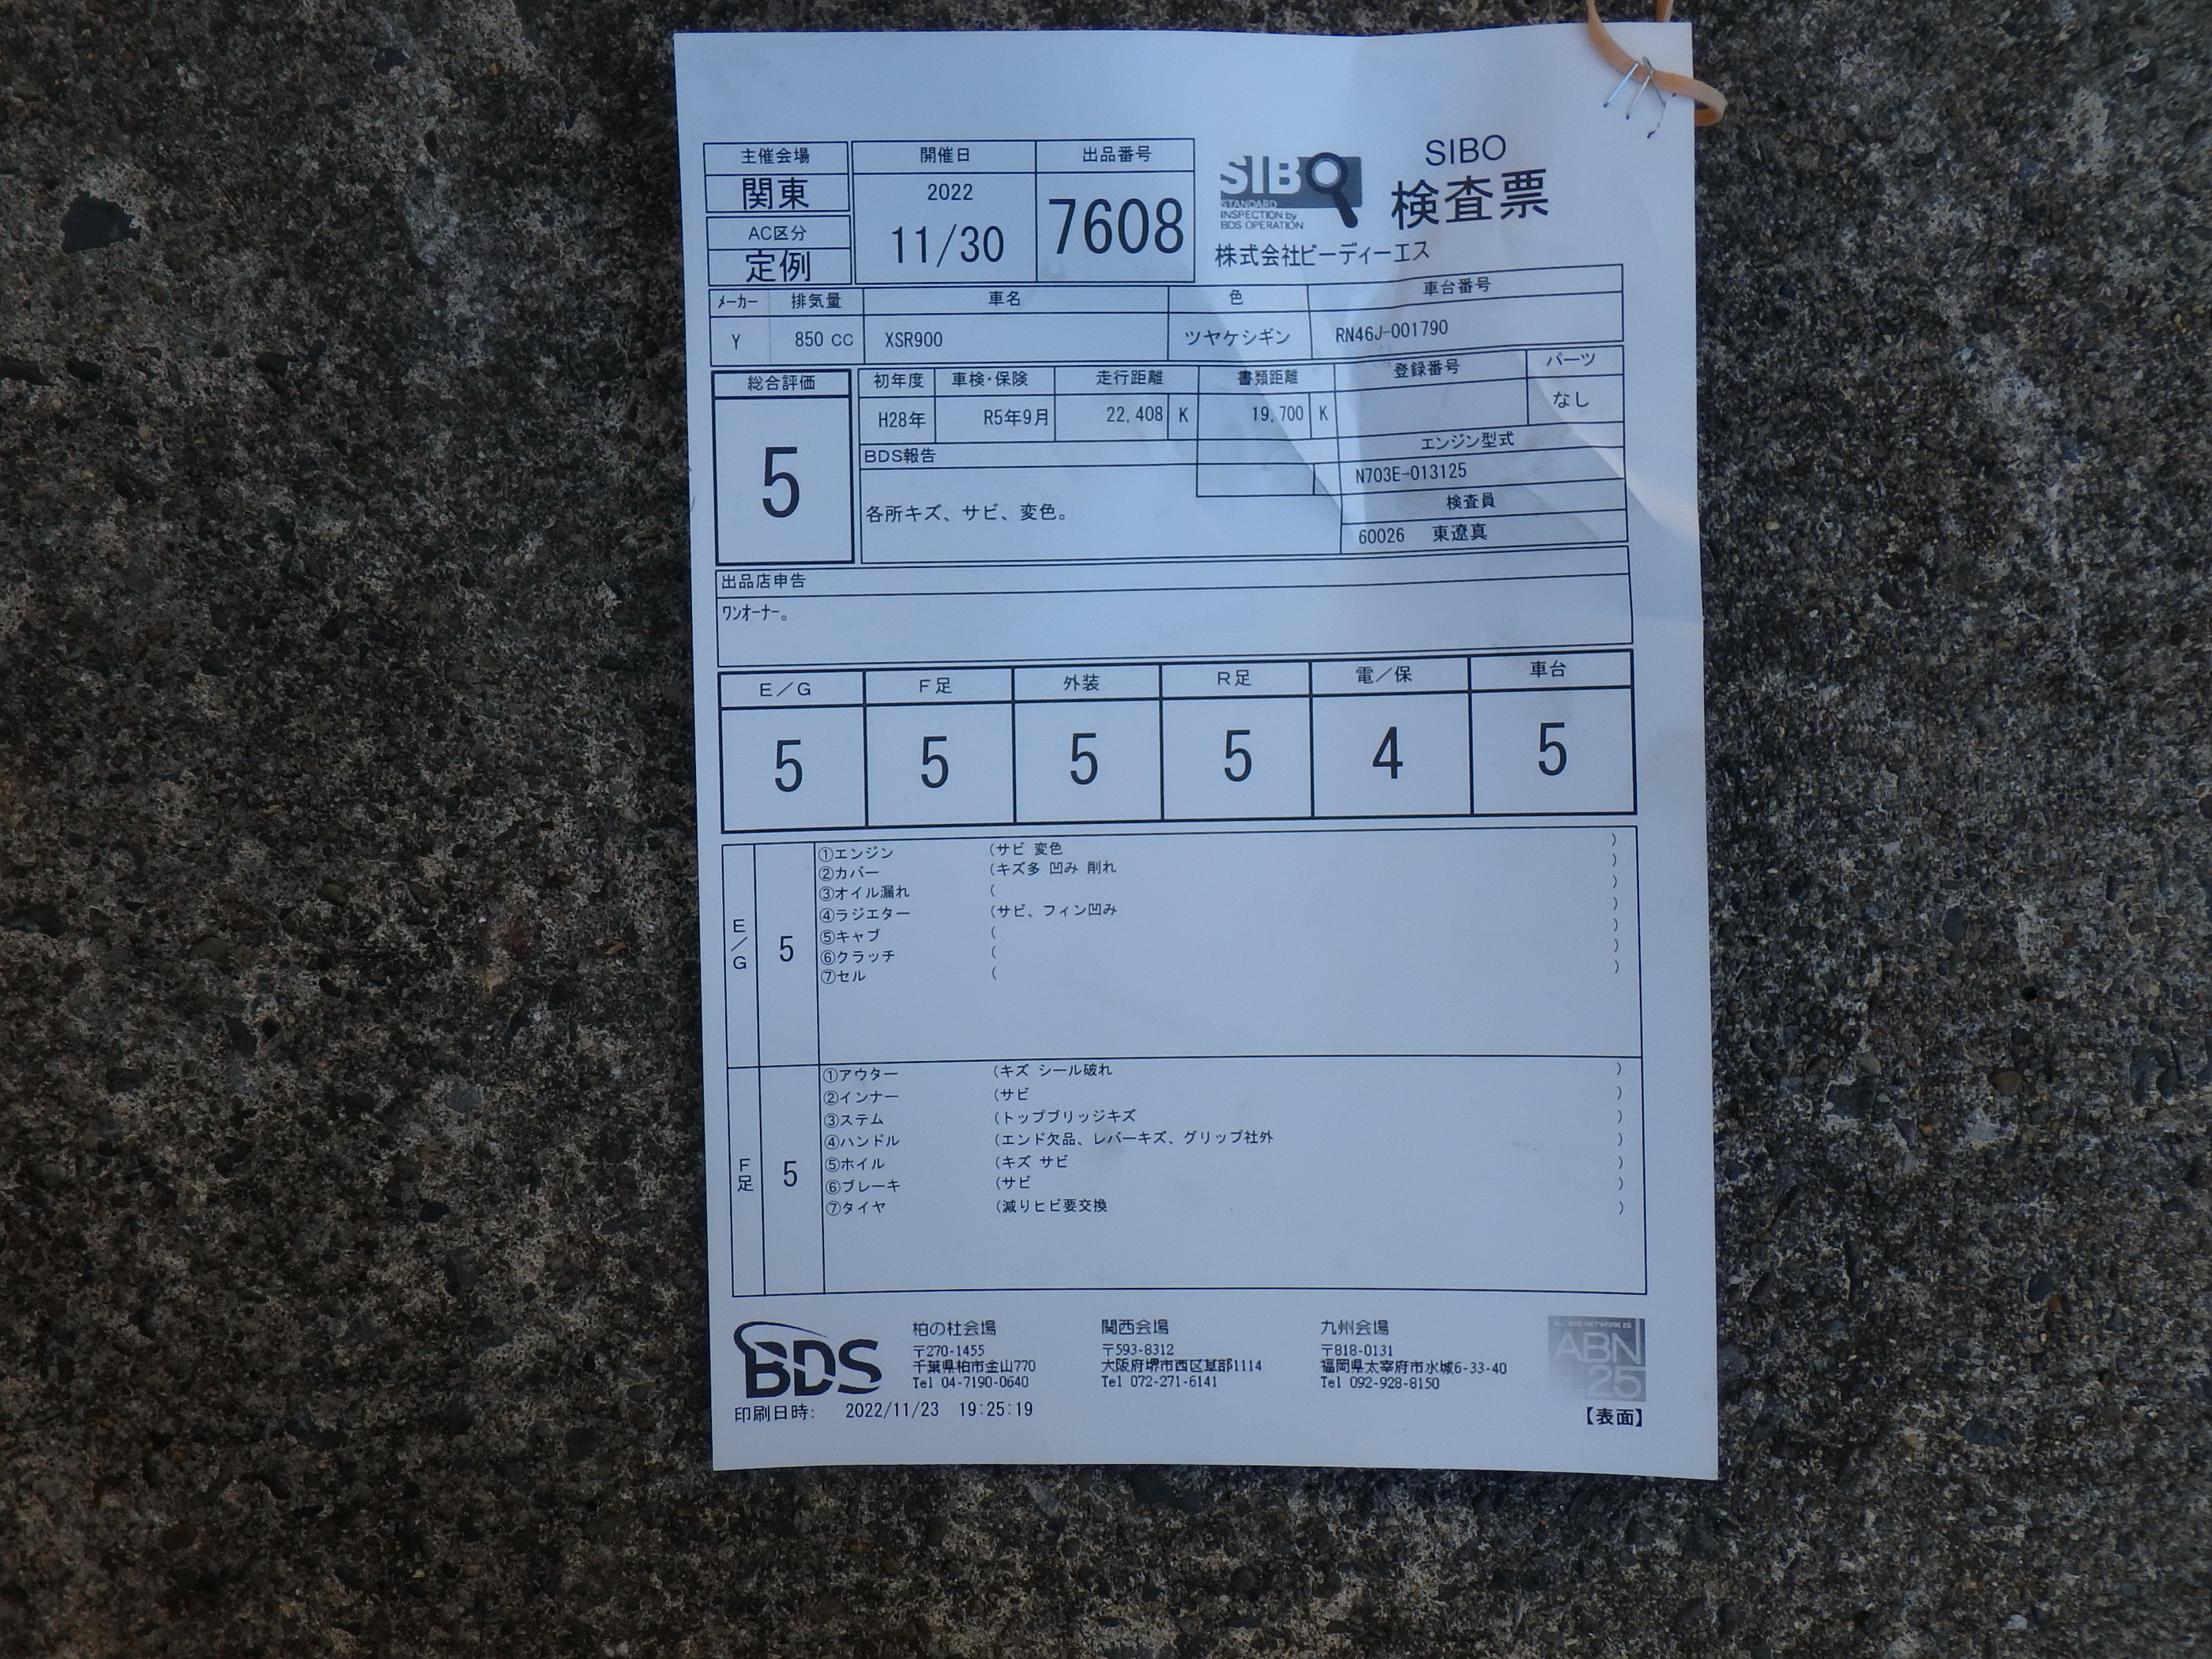 主催会場
関東
AC区分
定例
開催日
2022
11/30
出品番号
7608
SIBO
STANDARD
INSPECTION by
BDS OPERATION
SIBO
検査票
株式会社ビーディーエス
メーカー 排気量 車名 色 車台番号
Y 850 CC XSR900 ツヤケシギン RN46J-001790
総合評価
5
初年度 車検・保険 走行距離 書類距離 登録番号 パーツ
H28年 R5年9月 22,408 K 19,700 K なし
BDS報告
各所キズ、サビ、変色。
エンジン型式
N703E-013125
検査員
60026 東遼真
出品店申告
ワンオーナー。
E/G F足 外装 R足 電/保 車台
5 5 5 5 4 5
E/G
5
①エンジン (サビ 変色 )
②カバー (キズ多 凹み 削れ )
③オイル漏れ ( )
④ラジエター (サビ、フィン凹み )
⑤キャブ ( )
⑥クラッチ ( )
⑦セル ( )
F足
5
①アウター (キズ シール破れ )
②インナー (サビ )
③ステム (トップブリッジキズ )
④ハンドル (エンド欠品、レバーキズ、グリップ社外 )
⑤ホイル (キズ サビ )
⑥ブレーキ (サビ )
⑦タイヤ (減りヒビ要交換 )
BDS
柏の杜会場
〒270-1455
千葉県柏市金山770
Tel 04-7190-0640
関西会場
〒593-8312
大阪府堺市西区草部1114
Tel 072-271-6141
九州会場
〒818-0131
福岡県太宰府市水城6-33-40
Tel 092-928-8150
ABN
25
印刷日時: 2022/11/23 19:25:19
【表面】